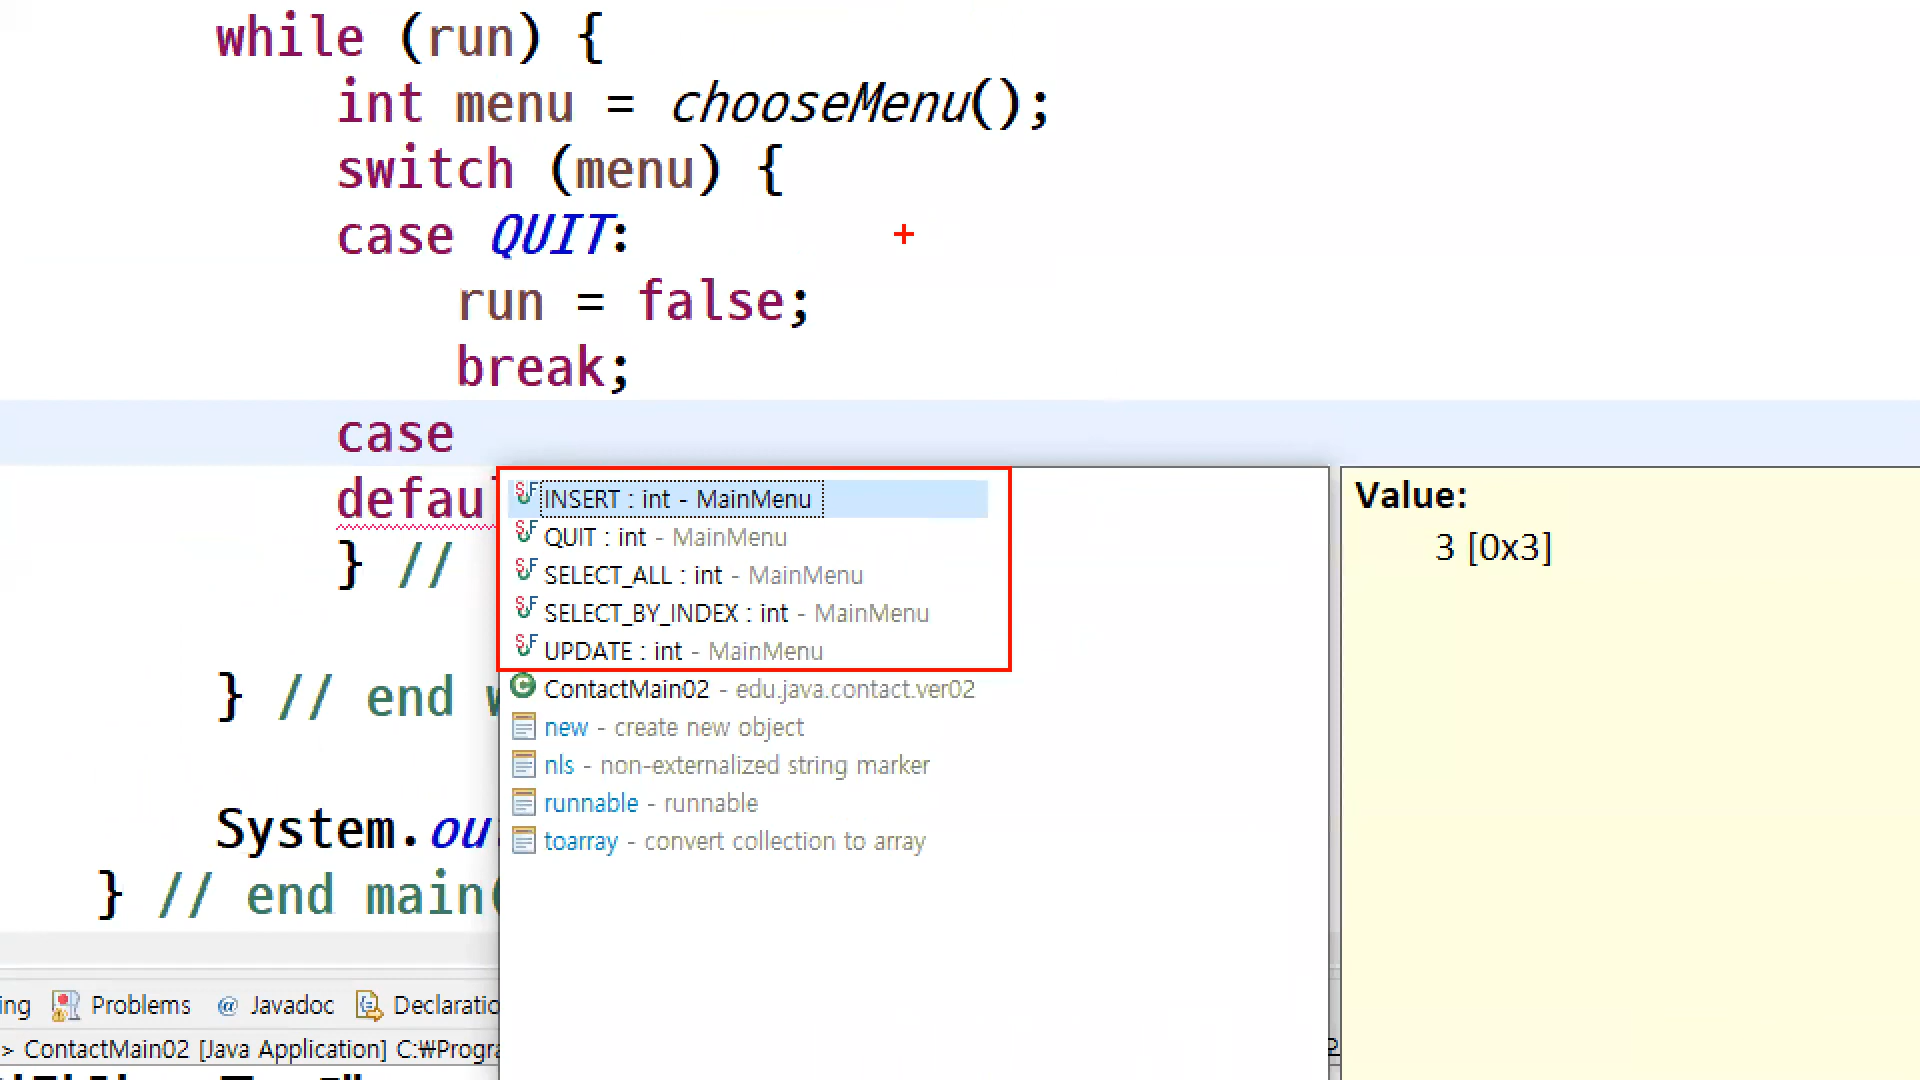 while (run) {
int menu = chooseMenu();
switch (menu) {
case QUIT:
run = false;
break;
case
defau
} //
} // end
System.ou
} // end main(
INSERT : int - MainMenu
QUIT : int - MainMenu
SELECT_ALL : int - MainMenu
SELECT_BY_INDEX : int - MainMenu
UPDATE : int - MainMenu
ContactMain02 - edu.java.contact.ver02
new - create new object
nls - non-externalized string marker
runnable - runnable
toarray - convert collection to array
Value:
3 [0x3]
ing Problems @ Javadoc Declaratio
> ContactMain02 [Java Application] C:₩Progra